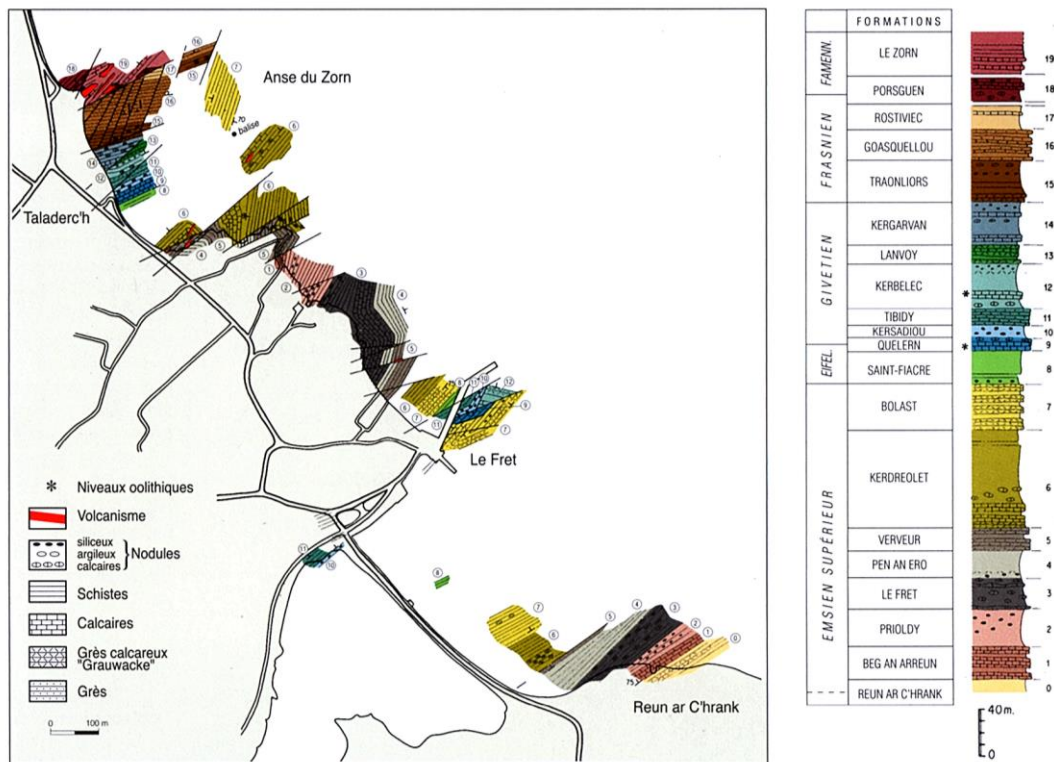 Anse du Zorn
balise
Taladerc'h
Le Fret
Reun ar C'hrank
* Niveaux oolithiques
Volcanisme
siliceux
argileux
calcaires
Nodules
Schistes
Calcaires
Grès calcareux
"Grauwacke"
Grès
0 100 m
FORMATIONS
FAMENN.
LE ZORN 19
PORSGUEN 18
FRASNIEN
ROSTIVIEC 17
GOASQUELLOU 16
TRAONLIORS 15
GIVETIEN
KERGARVAN 14
LANVOY 13
KERBELEC * 12
TIBIDY 11
KERSADIOU 10
EIFEL.
QUELERN * 9
SAINT-FIACRE 8
EMSIEN SUPÉRIEUR
BOLAST 7
KERDREOLET 6
VERVEUR 5
PEN AN ERO 4
LE FRET 3
PRIOLDY 2
BEG AN ARREUN 1
REUN AR C'HRANK 0
40 m.
0